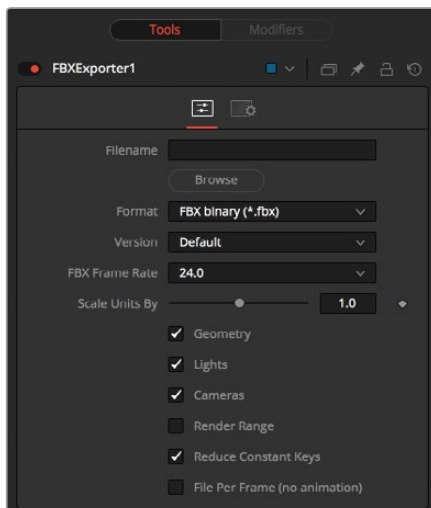 Tools Modifiers
FBXExporter1
Filename
Browse
Format FBX binary (*.fbx)
Version Default
FBX Frame Rate 24.0
Scale Units By 1.0
Geometry
Lights
Cameras
Render Range
Reduce Constant Keys
File Per Frame (no animation)